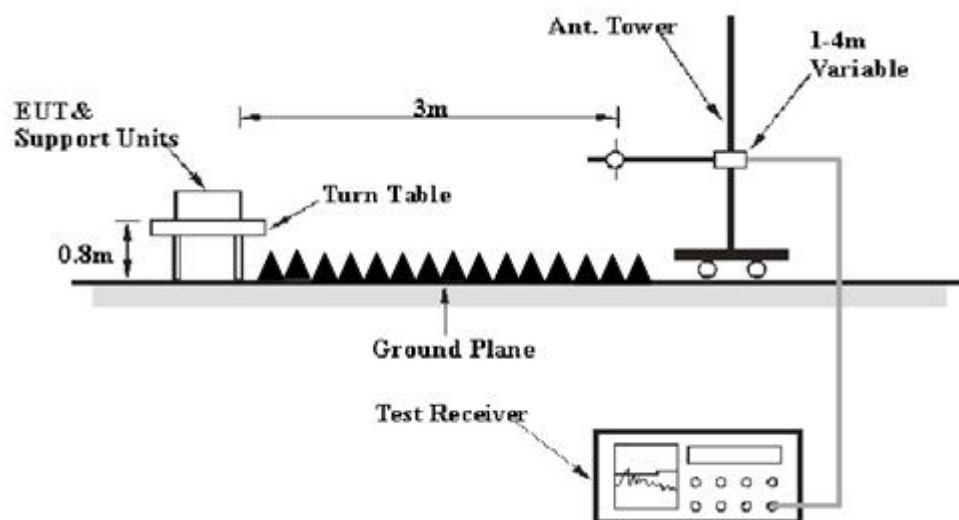 Ant. Tower
1-4m
Variable
3m
EUT&
Support Units
Turn Table
0.8m
Ground Plane
Test Receiver